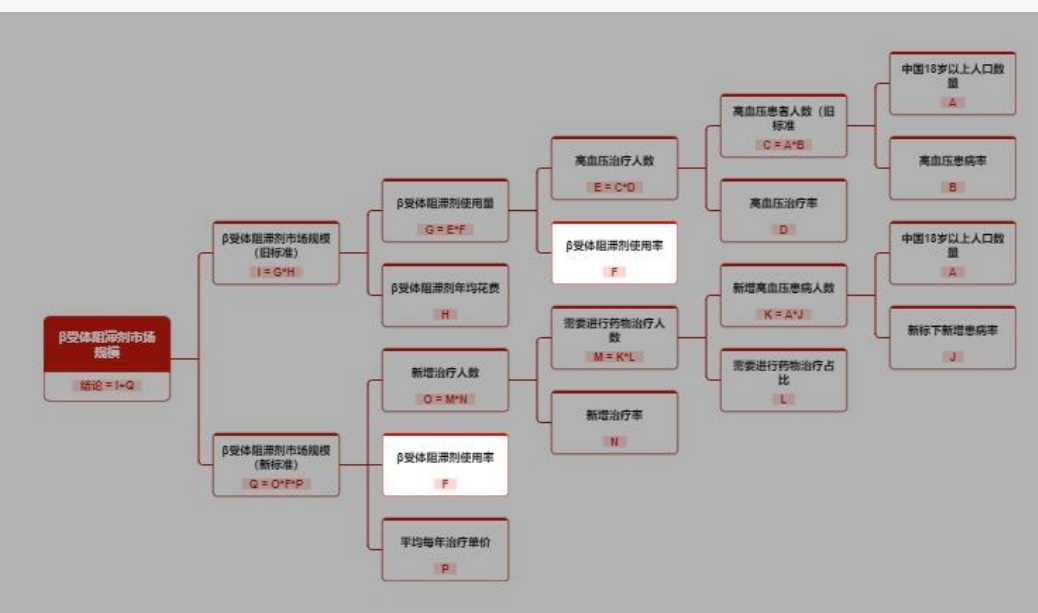 中国18岁以上人口数
量
A
高血压患者人数（旧
标准
C = A*B
高血压患病率
B
高血压治疗人数
E = C*D
高血压治疗率
D
β受体阻滞剂使用量
G = E*F
β受体阻滞剂使用率
F
β受体阻滞剂市场规模
（旧标准）
I = G*H
β受体阻滞剂年均花费
H
中国18岁以上人口数
量
A
新增高血压患病人数
K = A*J
新标下新增患病率
J
需要进行药物治疗人
数
M = K*L
需要进行药物治疗占
比
L
β受体阻滞剂市场
规模
结论 = I+Q
新增治疗人数
O = M*N
新增治疗率
N
β受体阻滞剂市场规模
（新标准）
Q = O*F*P
β受体阻滞剂使用率
F
平均每年治疗单价
P